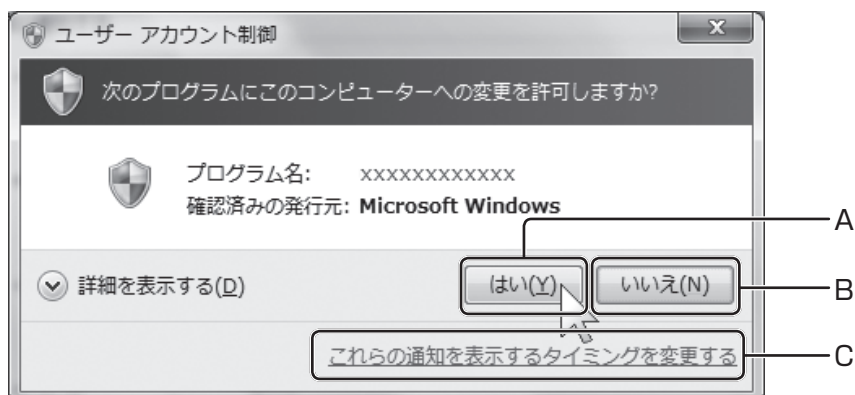 ユーザー アカウント制御
x
次のプログラムにこのコンピューターへの変更を許可しますか?
プログラム名: xxxxxxxxxxxx
確認済みの発行元: Microsoft Windows
A
詳細を表示する(D) はい(Y) いいえ(N)
B
これらの通知を表示するタイミングを変更する
C